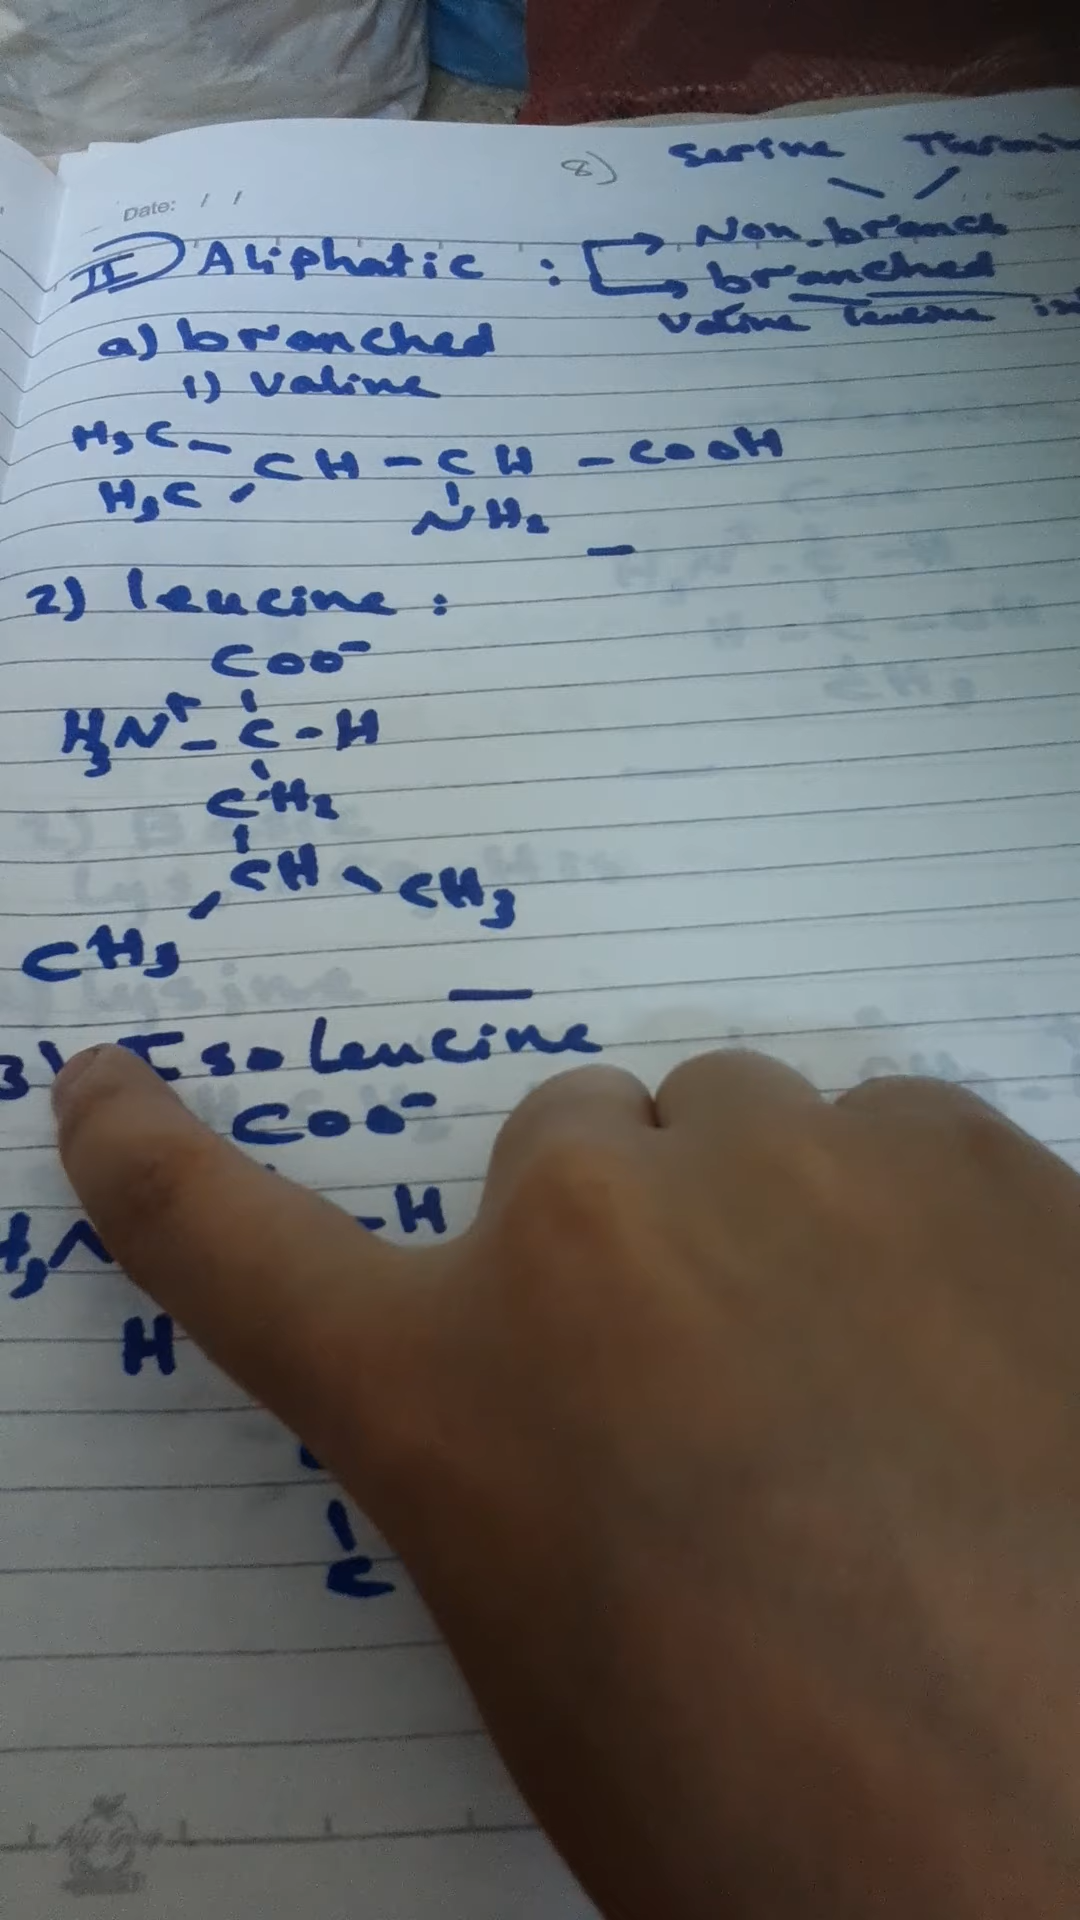 8)
Serine
Date: / /
II Aliphatic : Non-branch
branched
Valine leucine
a) branched
1) Valine
H3C - CH - CH - COOH
H3C
NH2
2) leucine :
COO-
H3N+ - C - H
CH2
CH - CH3
CH3
3) Iso leucine
COO-
H3N - H
H
C